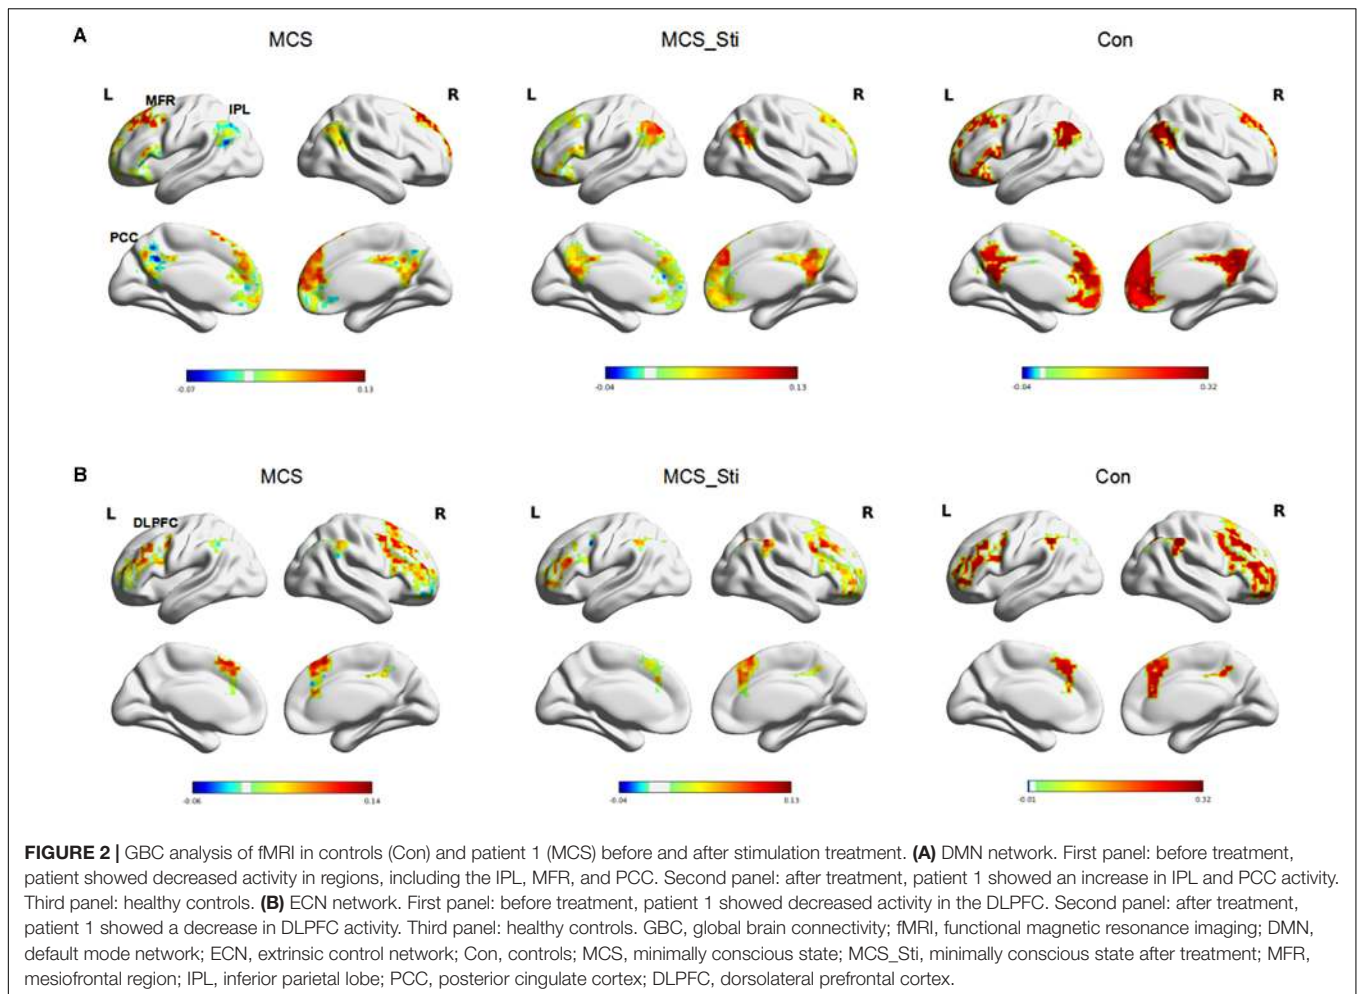 A
MCS
MCS_Sti
Con
L
MFR
IPL
R
L
R
L
R
PCC
-0.07
0.13
-0.04
0.13
-0.04
0.32
B
MCS
MCS_Sti
Con
L
DLPFC
R
L
R
L
R
-0.06
0.14
-0.04
0.13
-0.01
0.32
FIGURE 2 | GBC analysis of fMRI in controls (Con) and patient 1 (MCS) before and after stimulation treatment. (A) DMN network. First panel: before treatment,
patient showed decreased activity in regions, including the IPL, MFR, and PCC. Second panel: after treatment, patient 1 showed an increase in IPL and PCC activity.
Third panel: healthy controls. (B) ECN network. First panel: before treatment, patient 1 showed decreased activity in the DLPFC. Second panel: after treatment,
patient 1 showed a decrease in DLPFC activity. Third panel: healthy controls. GBC, global brain connectivity; fMRI, functional magnetic resonance imaging; DMN,
default mode network; ECN, extrinsic control network; Con, controls; MCS, minimally conscious state; MCS_Sti, minimally conscious state after treatment; MFR,
mesiofrontal region; IPL, inferior parietal lobe; PCC, posterior cingulate cortex; DLPFC, dorsolateral prefrontal cortex.